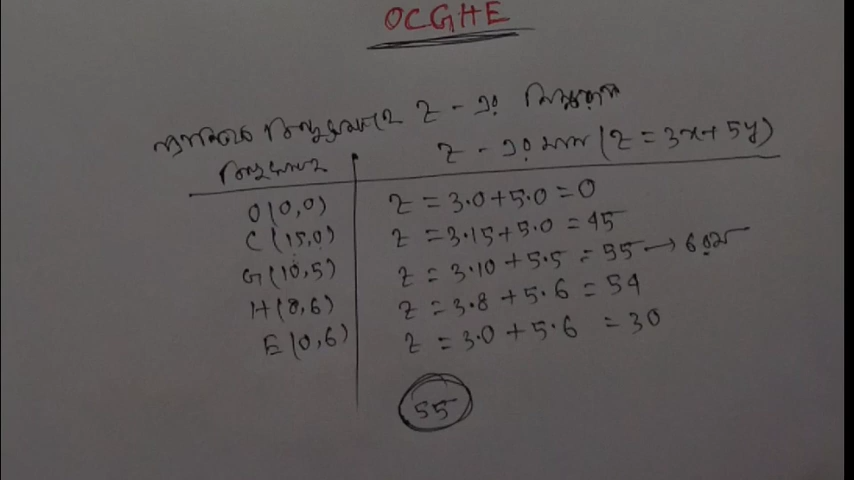 OCGHE
Z - এর
Z - এর মান (Z = 3x + 5y)
O(0,0) Z = 3.0 + 5.0 = 0
C(15,0) Z = 3.15 + 5.0 = 45
G(10,5) Z = 3.10 + 5.5 = 55 →
H(8,6) Z = 3.8 + 5.6 = 54
E(0,6) Z = 3.0 + 5.6 = 30
55